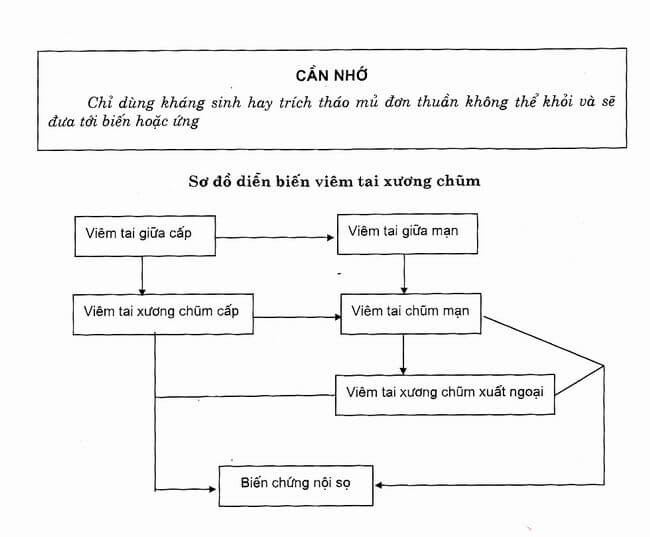 CẦN NHỚ
Chỉ dùng kháng sinh hay trích tháo mủ đơn thuần không thể khỏi và sẽ
đưa tới biến hoặc ứng
Sơ đồ diễn biến viêm tai xương chũm
Viêm tai giữa cấp
Viêm tai giữa mạn
Viêm tai xương chũm cấp
Viêm tai chũm mạn
Viêm tai xương chũm xuất ngoại
Biến chứng nội sọ